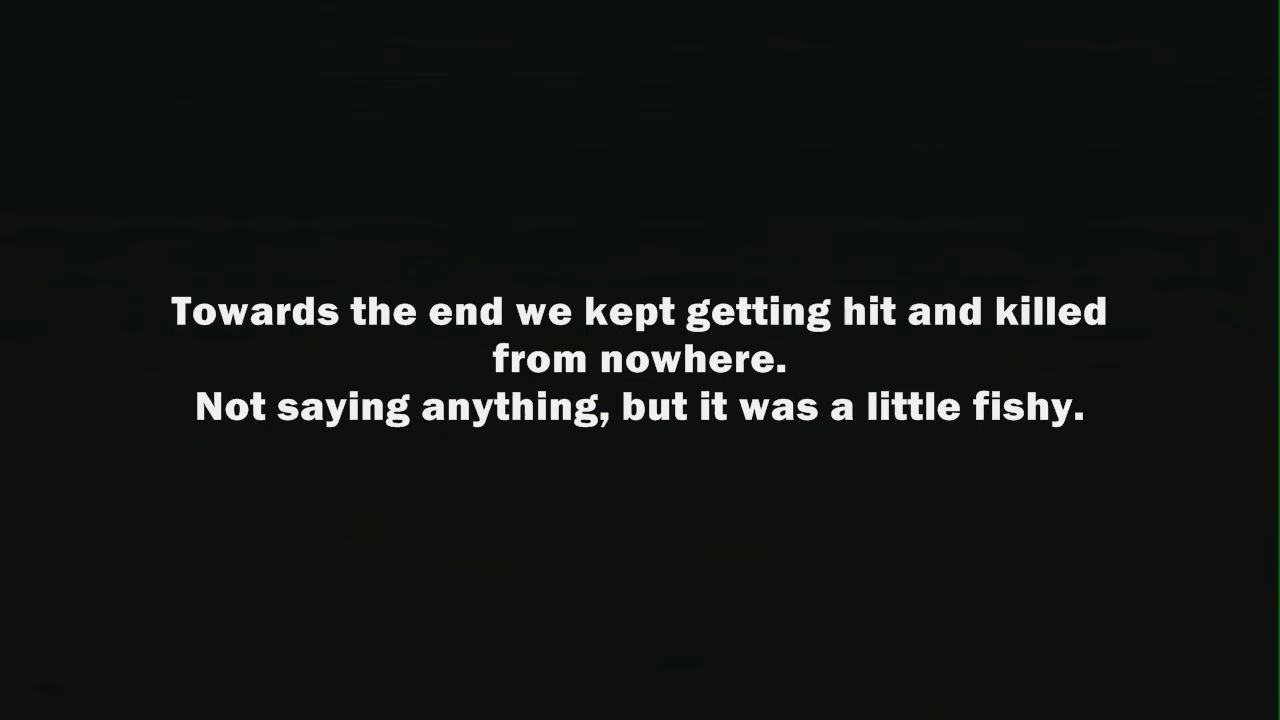 Towards the end we kept getting hit and killed
from nowhere.
Not saying anything, but it was a little fishy.